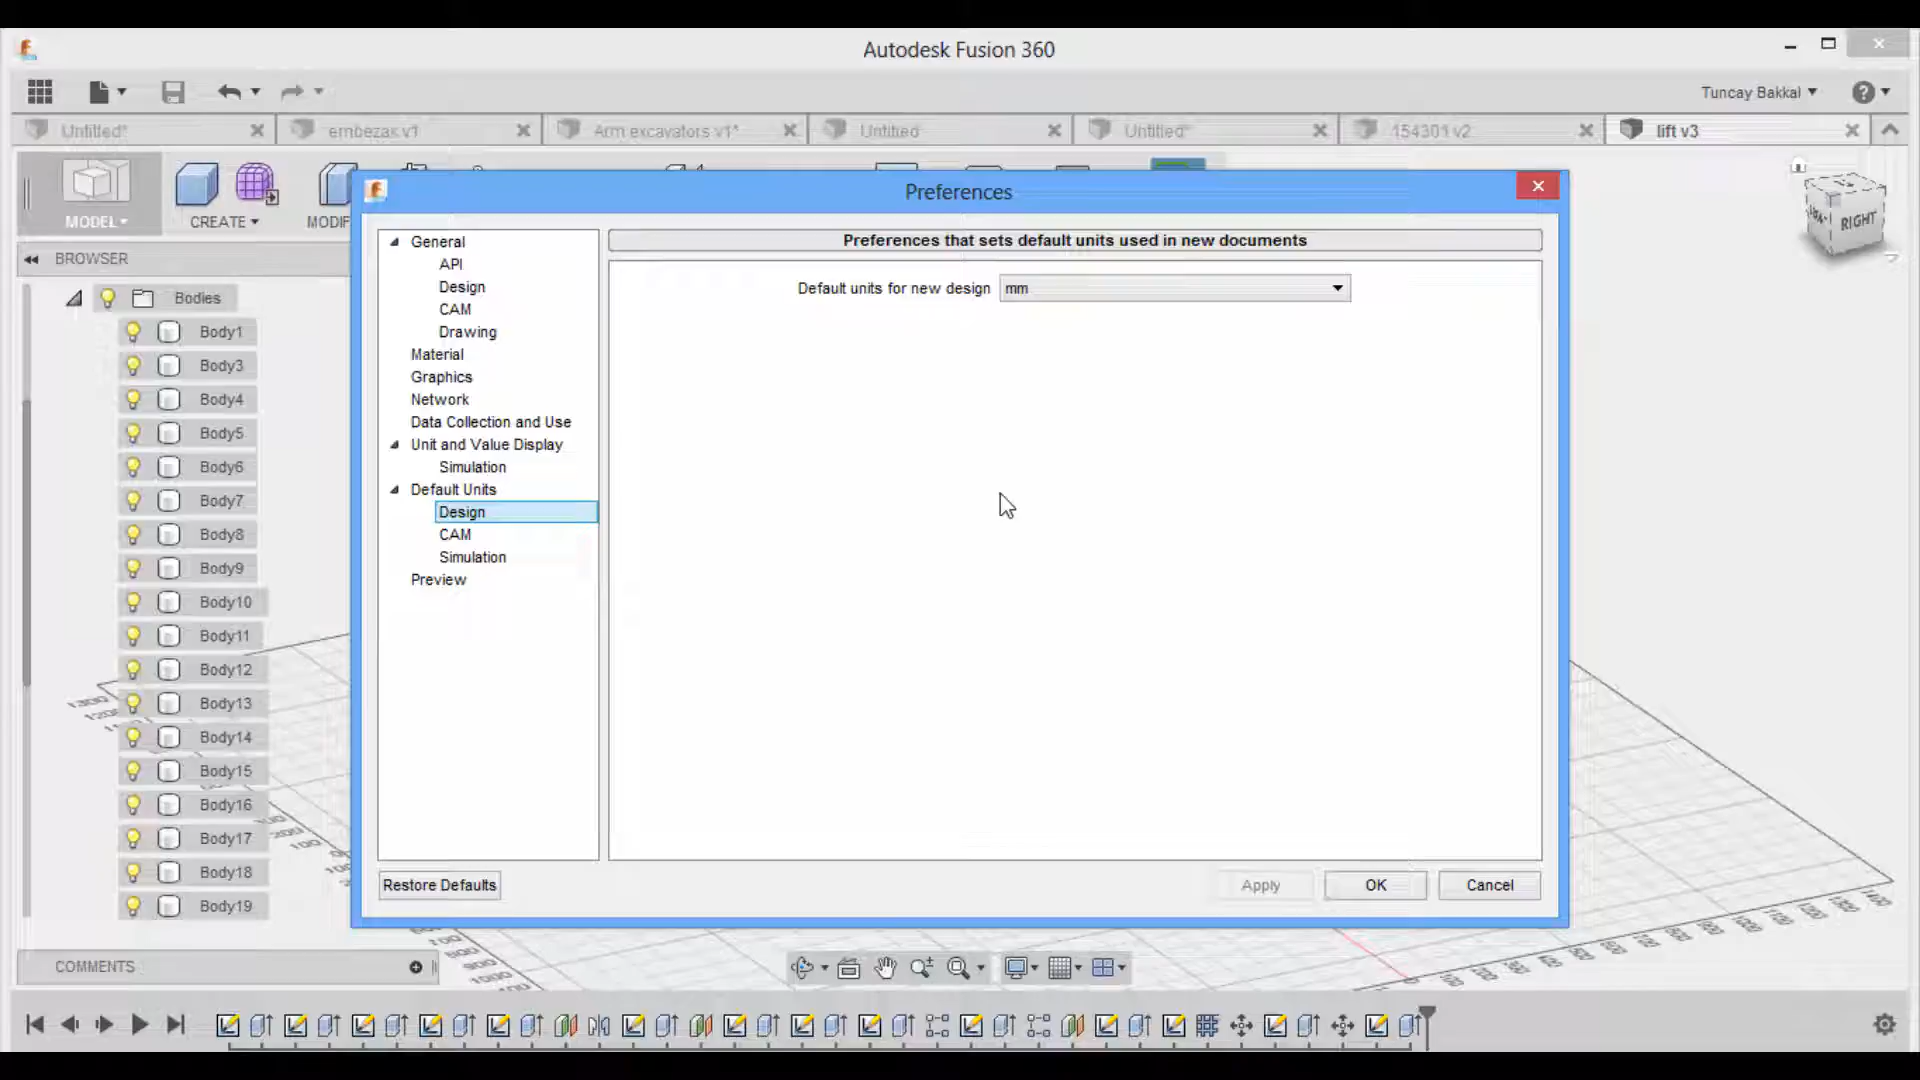 Autodesk Fusion 360
Tuncay Bakkal
Untitled*
embezak v1
Arm excavators v1*
Untitled
Untitled*
154301 v2
lift v3
MODEL
CREATE
MODIF
Preferences
RIGHT
BROWSER
Bodies
Body1
Body3
Body4
Body5
Body6
Body7
Body8
Body9
Body10
Body11
Body12
Body13
Body14
Body15
Body16
Body17
Body18
Body19
General
API
Design
CAM
Drawing
Material
Graphics
Network
Data Collection and Use
Unit and Value Display
Simulation
Default Units
Design
CAM
Simulation
Preview
Preferences that sets default units used in new documents
Default units for new design mm
Restore Defaults
Apply
OK
Cancel
COMMENTS